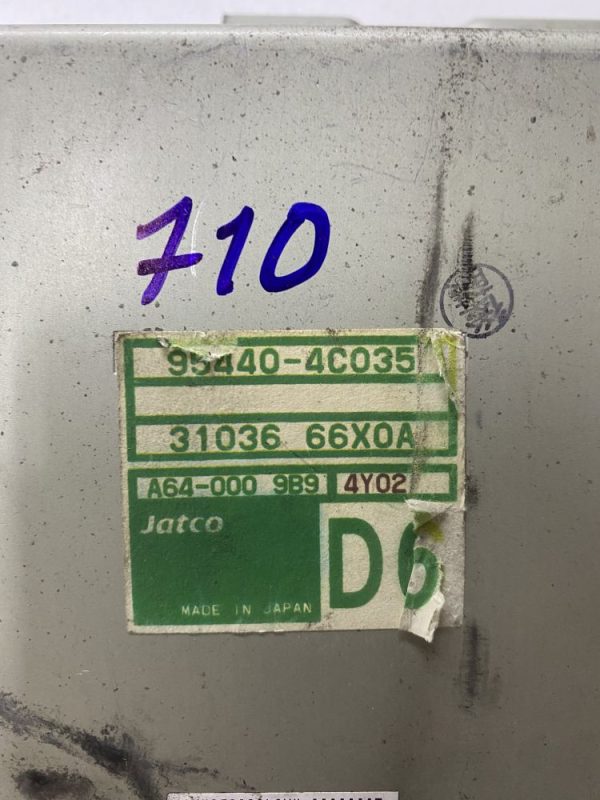 710
95440-4C035
31036 66X0A
A64-000 9B9 4Y02
Jatco
D6
MADE IN JAPAN